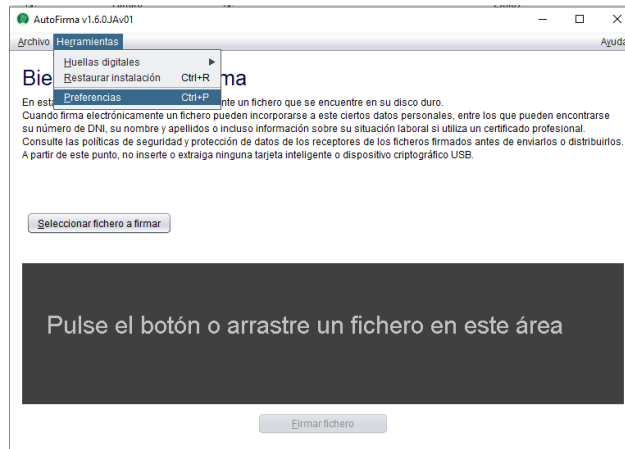 AutoFirma v1.6.0JAv01
Archivo Herramientas Ayuda
Huellas digitales
Restaurar instalación Ctrl+R
Preferencias Ctrl+P
Bie ma
En esta nte un fichero que se encuentre en su disco duro.
Cuando firma electrónicamente un fichero pueden incorporarse a este ciertos datos personales, entre los que pueden encontrarse
su número de DNI, su nombre y apellidos o incluso información sobre su situación laboral si utiliza un certificado profesional.
Consulte las políticas de seguridad y protección de datos de los receptores de los ficheros firmados antes de enviarlos o distribuirlos.
A partir de este punto, no inserte o extraiga ninguna tarjeta inteligente o dispositivo criptográfico USB.
Seleccionar fichero a firmar
Pulse el botón o arrastre un fichero en este área
Firmar fichero